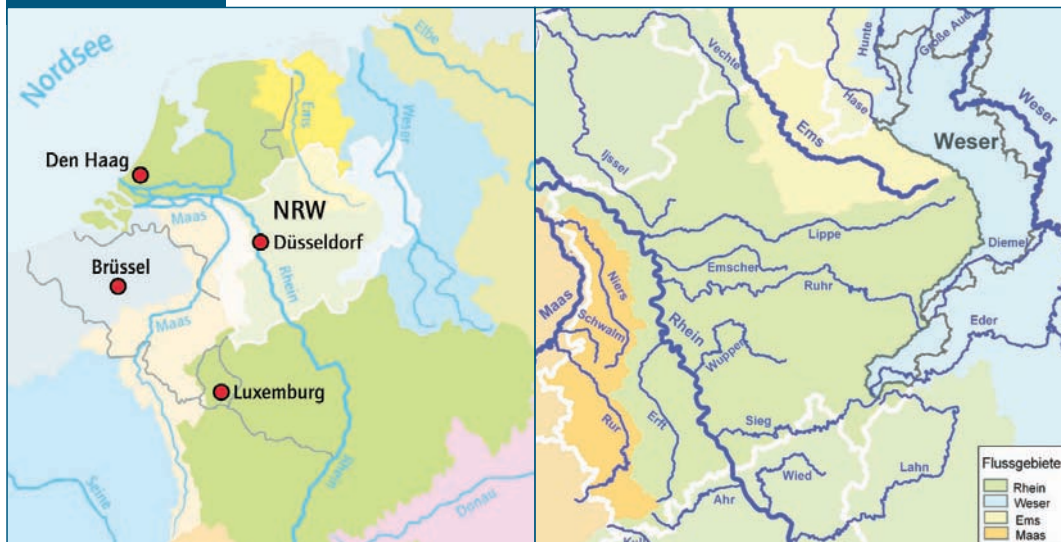 Nordsee
Elbe
Ems
Weser
Den Haag
Maas
NRW
Düsseldorf
Brüssel
Rhein
Maas
Luxemburg
Rhein
Seine
Donau
Vechte
Hunte
Große Aue
Hase
Weser
Ems
Weser
Ijssel
Lippe
Diemel
Emscher
Ruhr
Niers
Maas
Eder
Schwalm
Rhein
Wupper
Rur
Erft
Sieg
Wied
Lahn
Ahr
Flussgebiete
Rhein
Weser
Ems
Maas